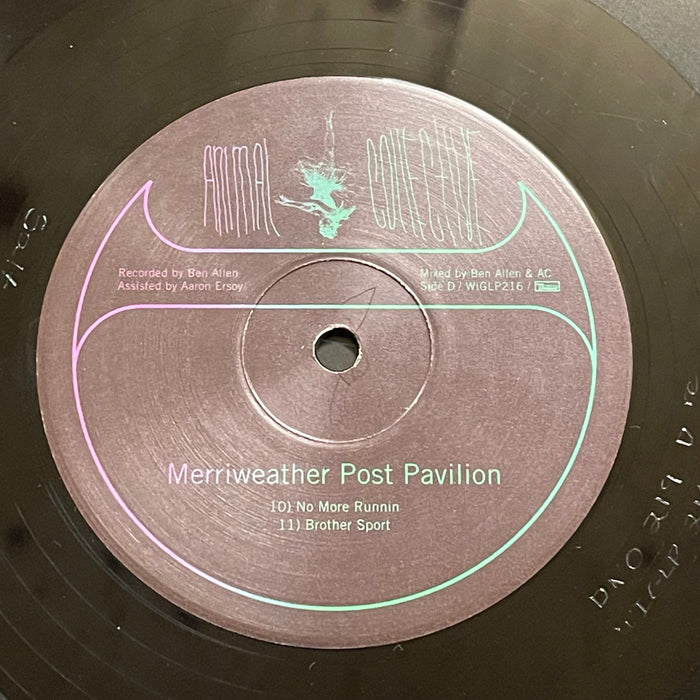 ANIMAL COLLECTIVE
Recorded by Ben Allen
Assisted by Aaron Ersoy
Mixed by Ben Allen & AC
Side D / WIGLP216 /
Merriweather Post Pavilion
10) No More Runnin
11) Brother Sport